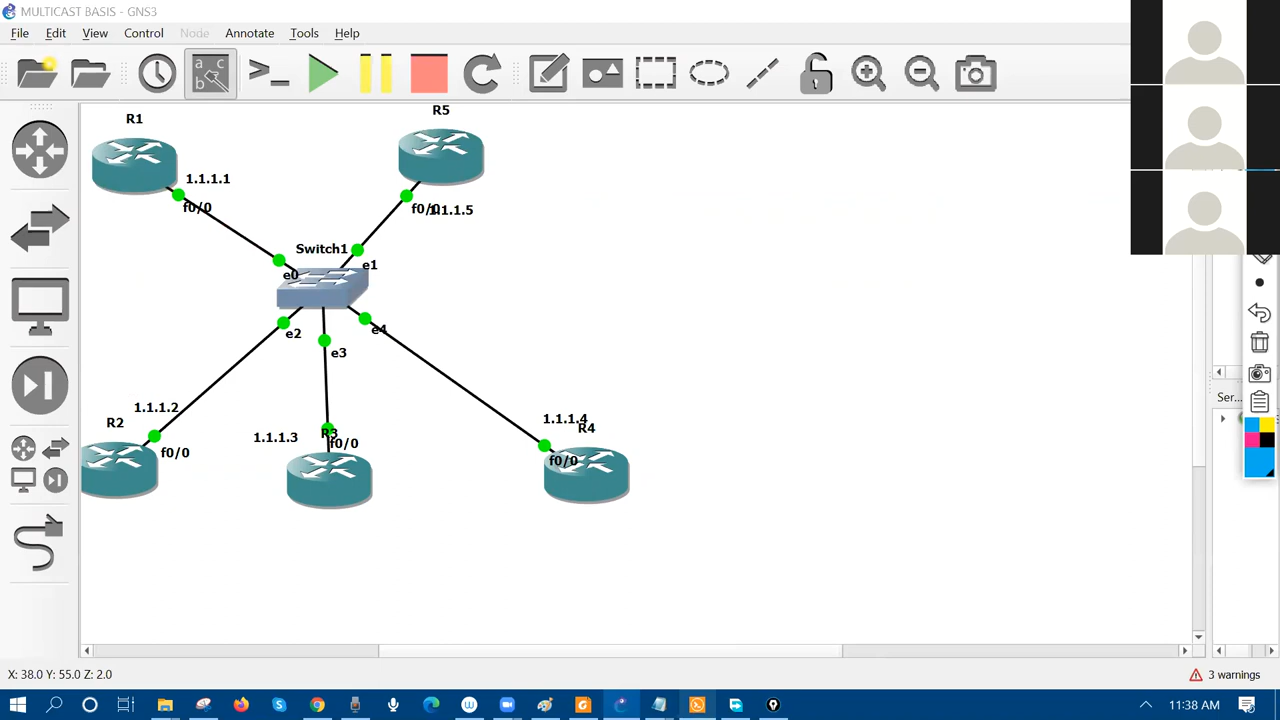 MULTICAST BASIS - GNS3
File Edit View Control Node Annotate Tools Help
a c
b
R1
R5
1.1.1.1
f0/0
f0/0
1.1.1.5
Switch1
e0
e1
e2
e4
e3
1.1.1.2
R2
f0/0
1.1.1.3
R3
f0/0
1.1.1.4
R4
f0/0
Ser...
X: 38.0 Y: 55.0 Z: 2.0
3 warnings
11:38 AM